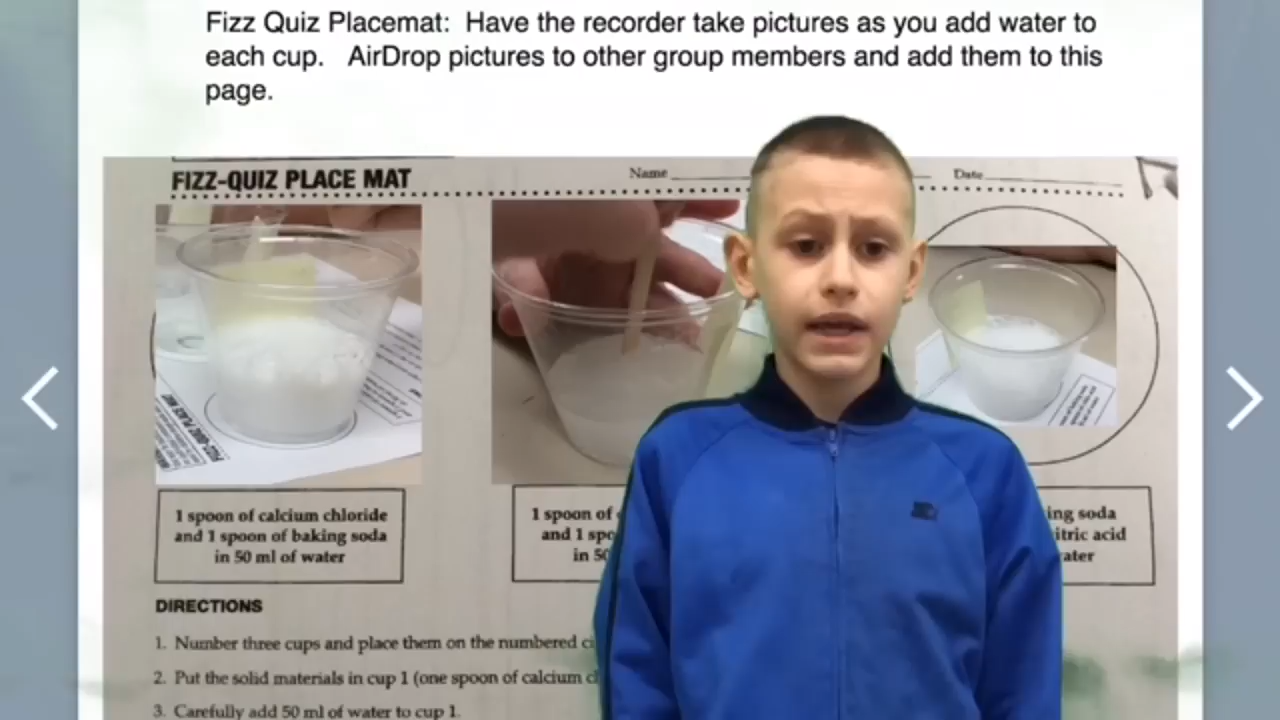 Fizz Quiz Placemat: Have the recorder take pictures as you add water to
each cup. AirDrop pictures to other group members and add them to this
page.
FIZZ-QUIZ PLACE MAT
Name
Date
1 spoon of calcium chloride
and 1 spoon of baking soda
in 50 ml of water
1 spoon of
and 1 spo
in 50
ing soda
itric acid
ater
DIRECTIONS
1. Number three cups and place them on the numbered ci
2. Put the solid materials in cup 1 (one spoon of calcium c
3. Carefully add 50 ml of water to cup 1.